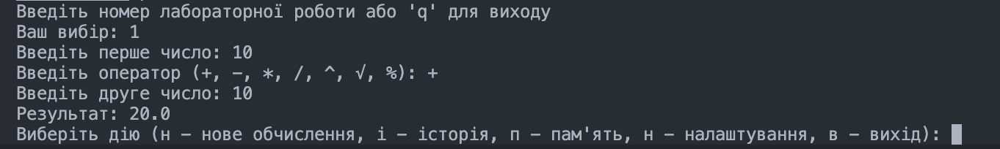 Введіть номер лабораторної роботи або 'q' для виходу
Ваш вибір: 1
Введіть перше число: 10
Введіть оператор (+, -, *, /, ^, √, %): +
Введіть друге число: 10
Результат: 20.0
Виберіть дію (н - нове обчислення, і - історія, п - пам'ять, н - налаштування, в - вихід):